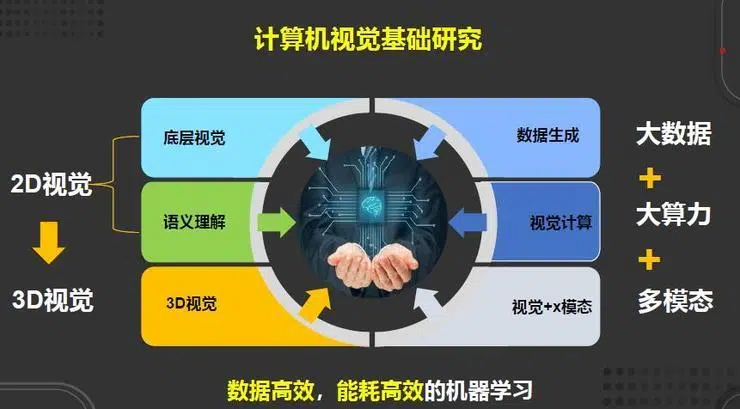 计算机视觉基础研究
2D视觉
3D视觉
底层视觉
语义理解
3D视觉
数据生成
视觉计算
视觉+x模态
大数据
+
大算力
+
多模态
数据高效，能耗高效的机器学习